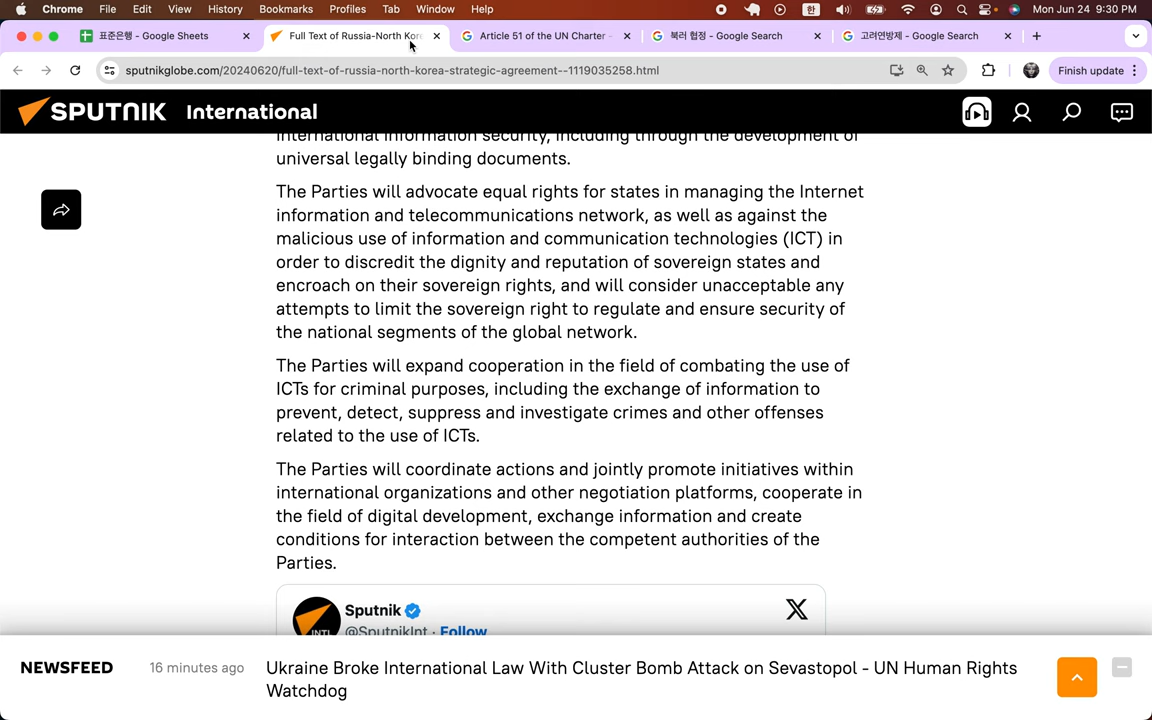 Chrome File Edit View History Bookmarks Profiles Tab Window Help 한 Mon Jun 24 9:30 PM
표준은행 - Google Sheets Full Text of Russia-North Kor Article 51 of the UN Charter - 북러 협정 - Google Search 고려연방제 - Google Search
sputnikglobe.com/20240620/full-text-of-russia-north-korea-strategic-agreement--1119035258.html Finish update
SPUTNIK International
international information security, including through the development of
universal legally binding documents.
The Parties will advocate equal rights for states in managing the Internet
information and telecommunications network, as well as against the
malicious use of information and communication technologies (ICT) in
order to discredit the dignity and reputation of sovereign states and
encroach on their sovereign rights, and will consider unacceptable any
attempts to limit the sovereign right to regulate and ensure security of
the national segments of the global network.
The Parties will expand cooperation in the field of combating the use of
ICTs for criminal purposes, including the exchange of information to
prevent, detect, suppress and investigate crimes and other offenses
related to the use of ICTs.
The Parties will coordinate actions and jointly promote initiatives within
international organizations and other negotiation platforms, cooperate in
the field of digital development, exchange information and create
conditions for interaction between the competent authorities of the
Parties.
Sputnik
INTL @SputnikInt · Follow
NEWSFEED 16 minutes ago Ukraine Broke International Law With Cluster Bomb Attack on Sevastopol - UN Human Rights
Watchdog